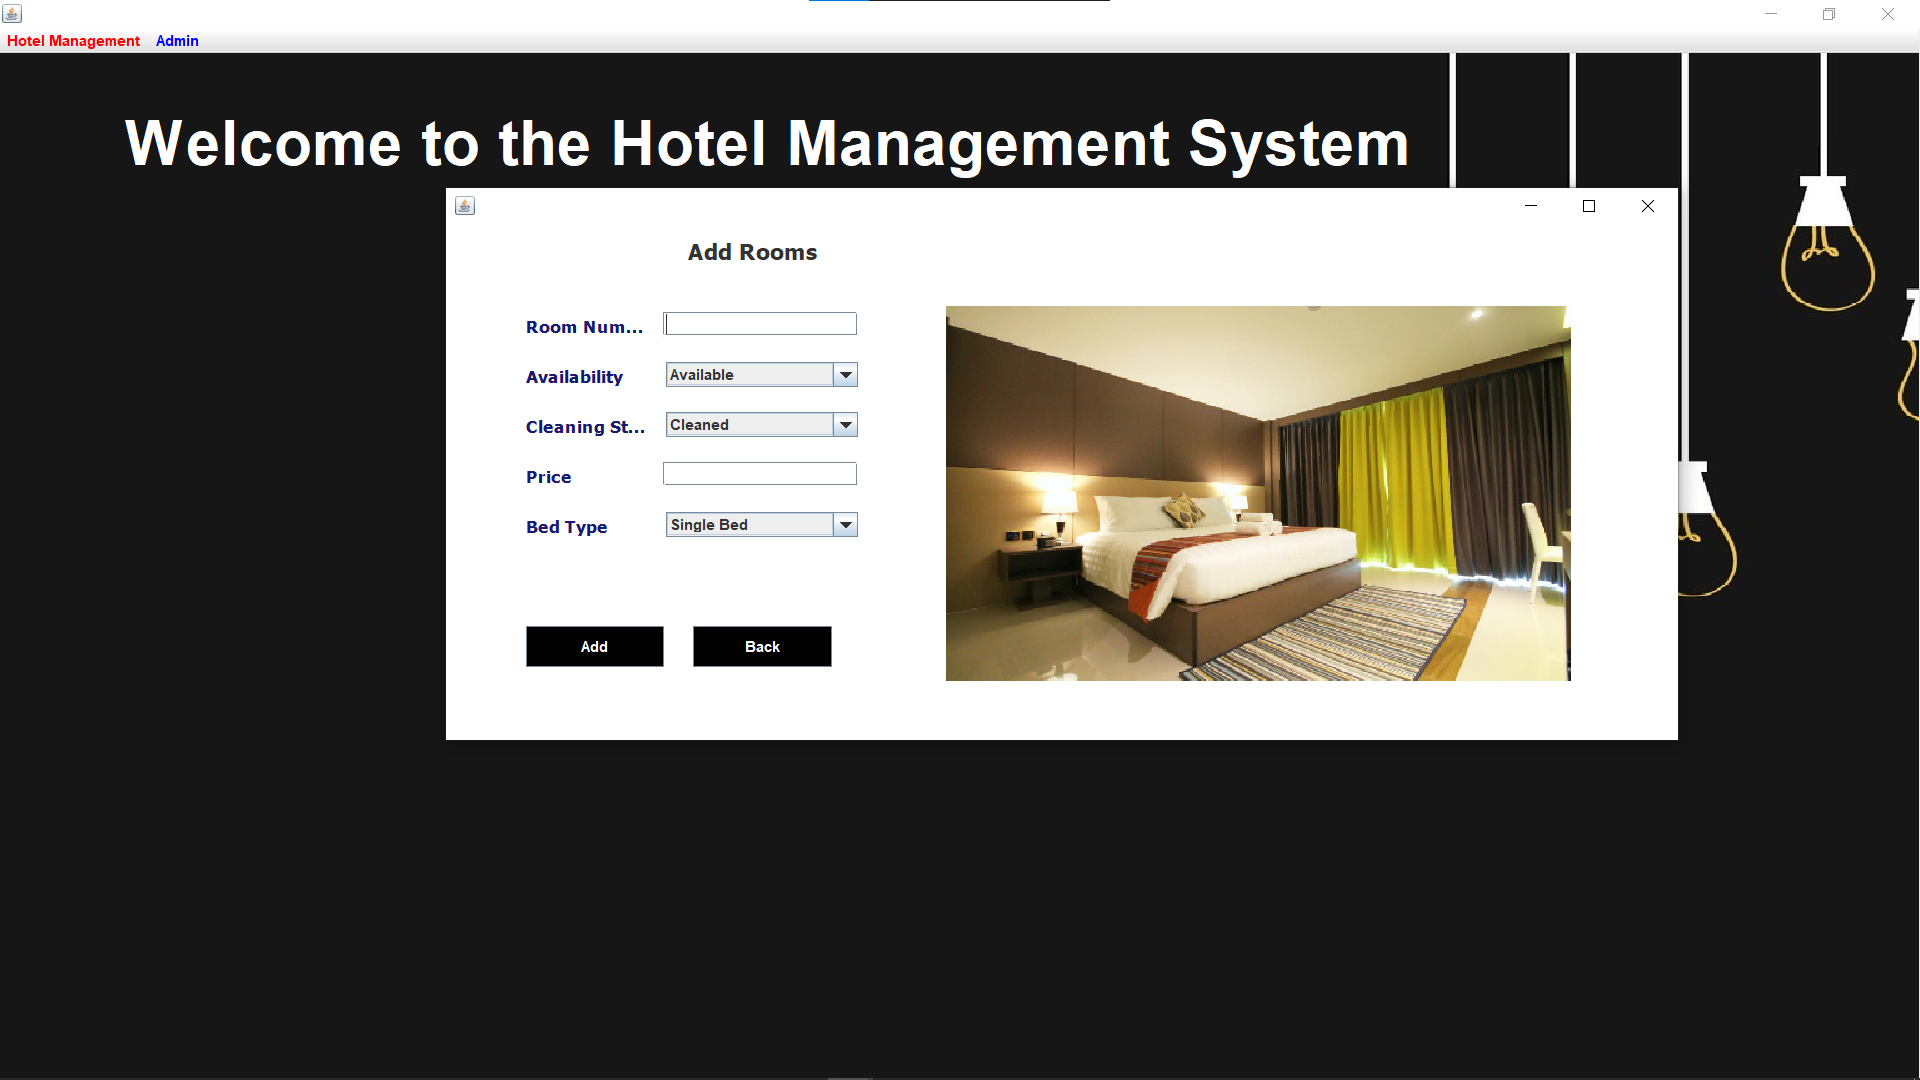 Hotel Management Admin
Welcome to the Hotel Management System
Add Rooms
Room Num...
Availability Available
Cleaning St... Cleaned
Price
Bed Type Single Bed
Add Back